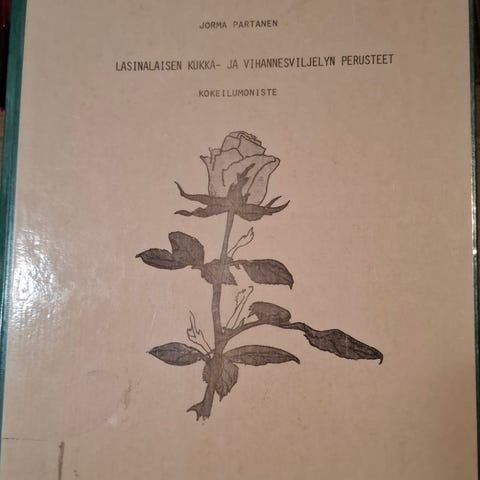 JORMA PARTANEN
LASINALAISEN KUKKA- JA VIHANNESVILJELYN PERUSTEET
KOKEILUMONISTE